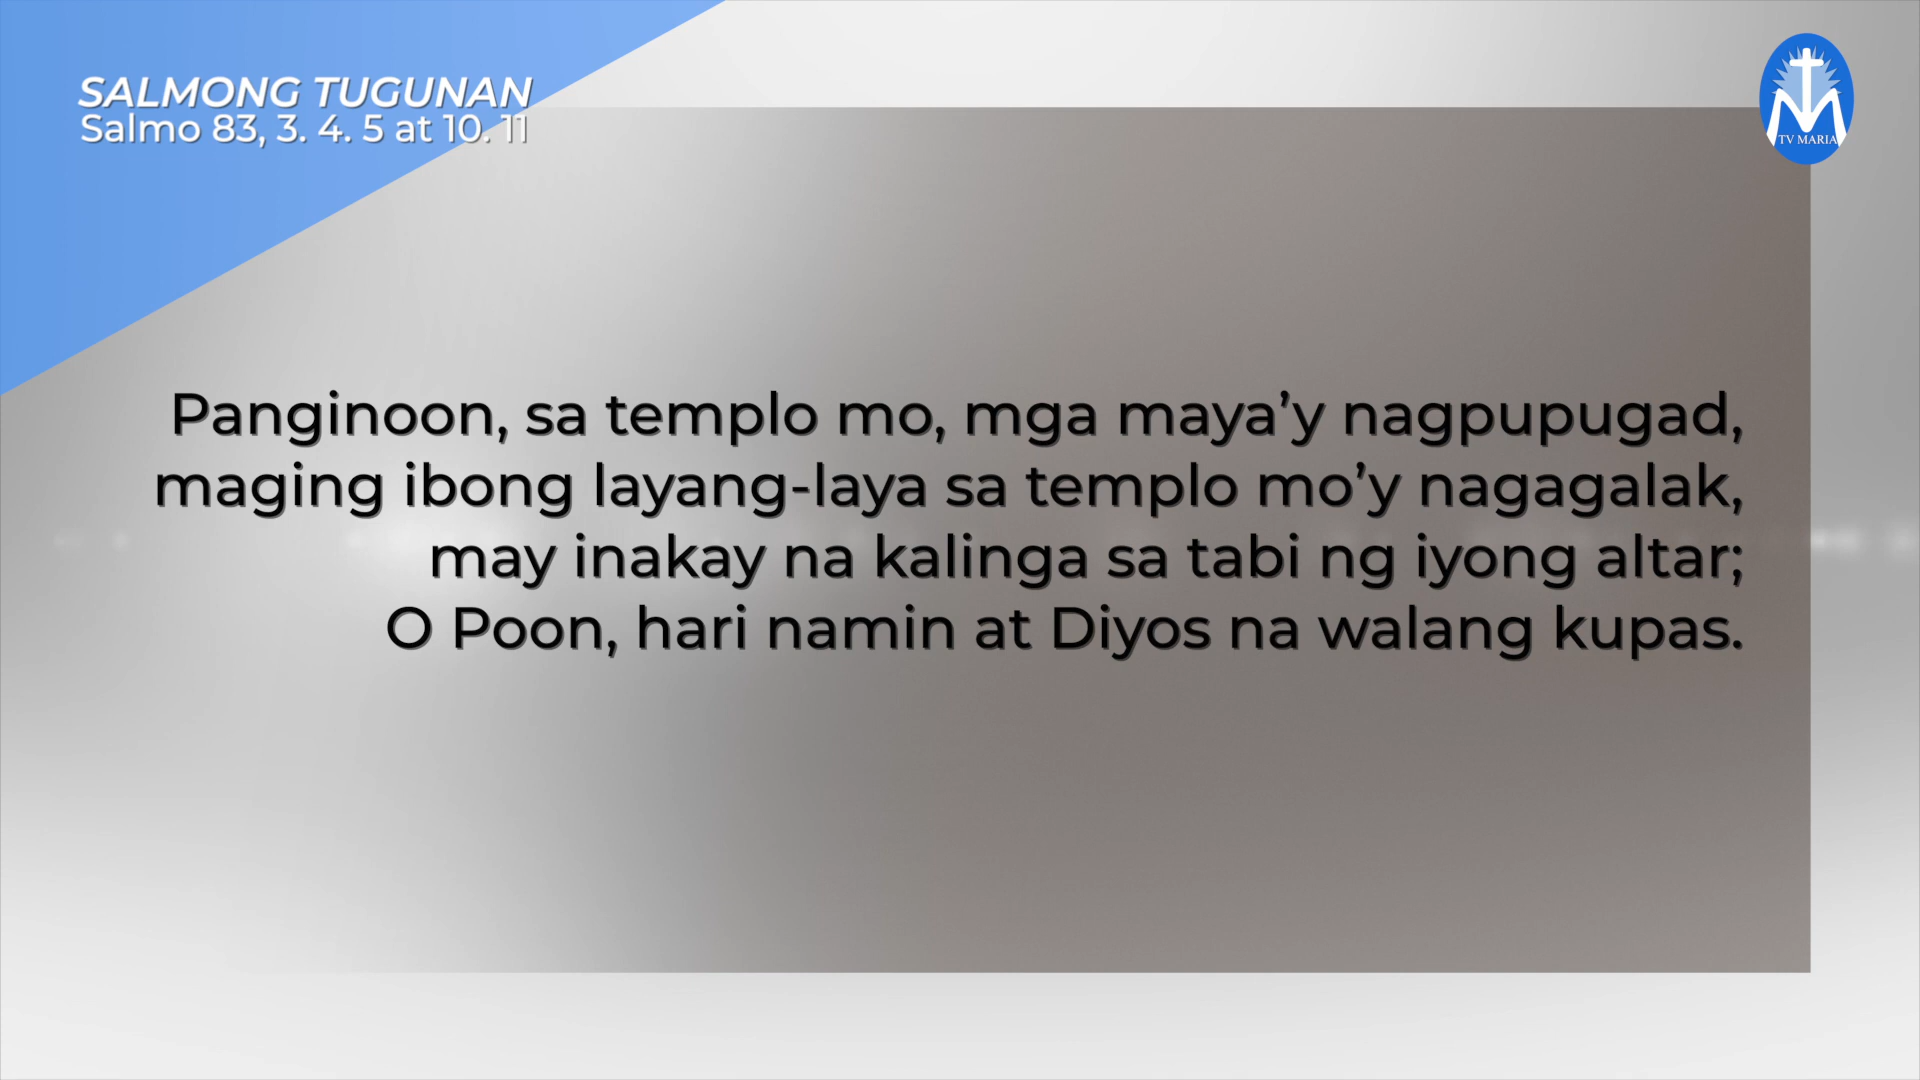 SALMONG TUGUNAN
Salmo 83, 3. 4. 5 at 10. 11
TV MARIA
Panginoon, sa templo mo, mga maya’y nagpupugad,
maging ibong layang-laya sa templo mo’y nagagalak,
may inakay na kalinga sa tabi ng iyong altar;
O Poon, hari namin at Diyos na walang kupas.